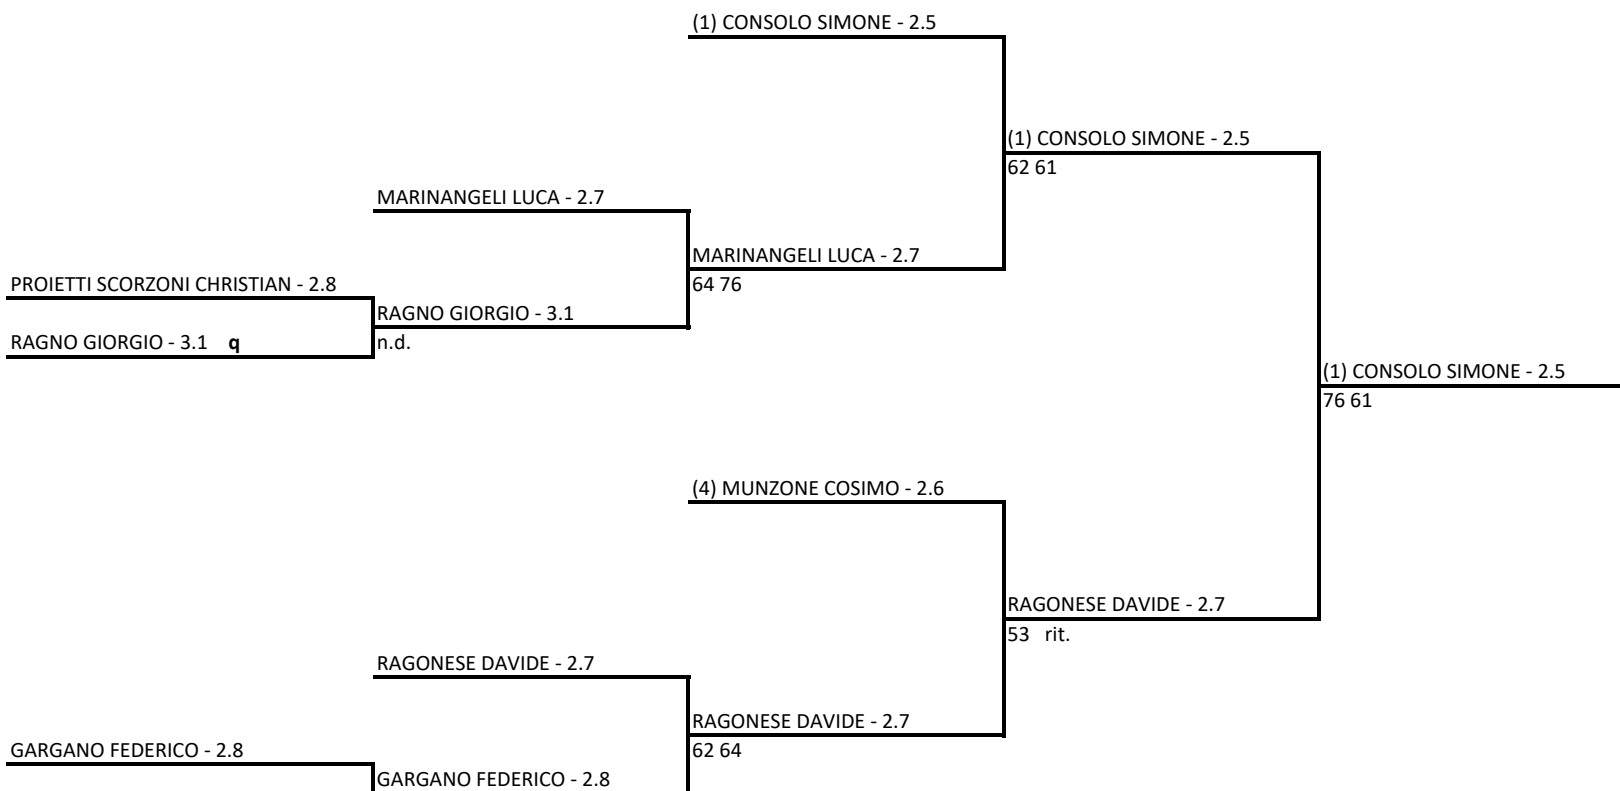 (1) CONSOLO SIMONE - 2.5
(1) CONSOLO SIMONE - 2.5
62 61
MARINANGELI LUCA - 2.7
MARINANGELI LUCA - 2.7
64 76
PROIETTI SCORZONI CHRISTIAN - 2.8
RAGNO GIORGIO - 3.1
RAGNO GIORGIO - 3.1 q
n.d.
(1) CONSOLO SIMONE - 2.5
76 61
(4) MUNZONE COSIMO - 2.6
RAGONESE DAVIDE - 2.7
53 rit.
RAGONESE DAVIDE - 2.7
RAGONESE DAVIDE - 2.7
62 64
GARGANO FEDERICO - 2.8
GARGANO FEDERICO - 2.8